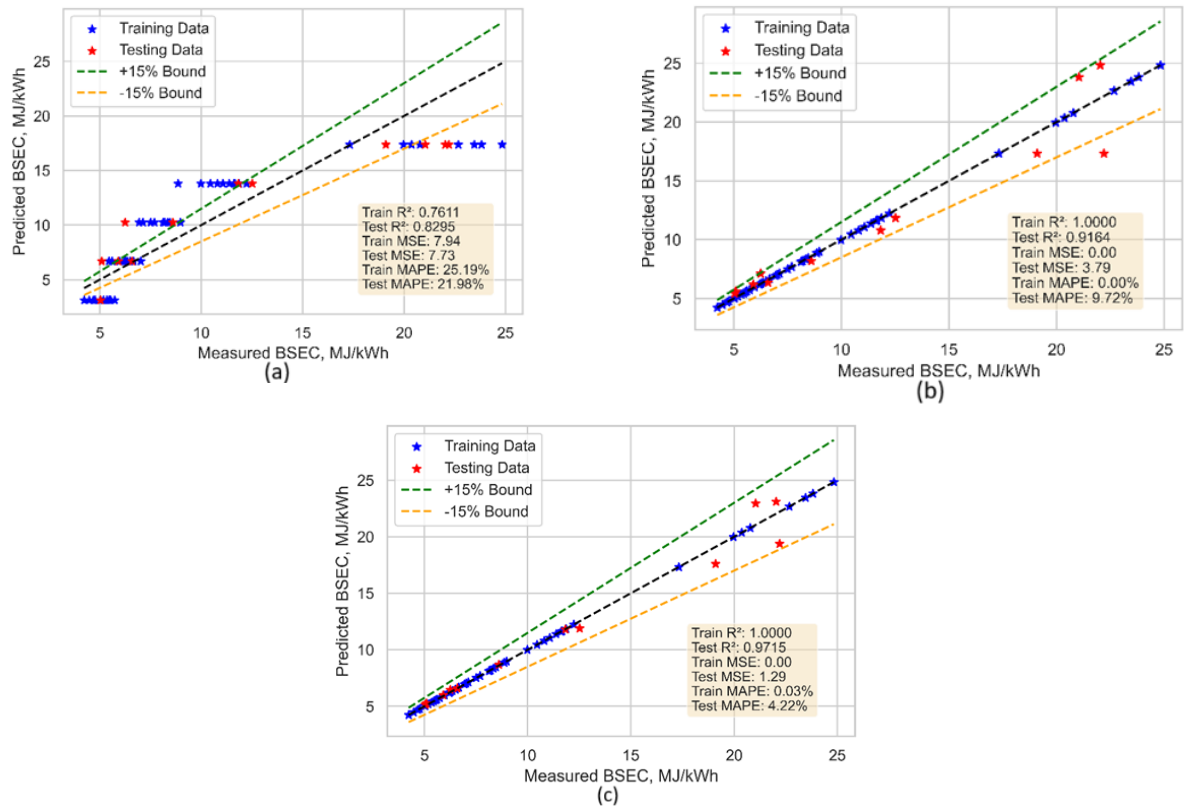 Training Data
Testing Data
+15% Bound
-15% Bound
25
20
15
10
5
Predicted BSEC, MJ/kWh
Train R²: 0.7611
Test R²: 0.8295
Train MSE: 7.94
Test MSE: 7.73
Train MAPE: 25.19%
Test MAPE: 21.98%
5 10 15 20 25
Measured BSEC, MJ/kWh
(a)
Training Data
Testing Data
+15% Bound
-15% Bound
25
20
15
10
5
Predicted BSEC, MJ/kWh
Train R²: 1.0000
Test R²: 0.9164
Train MSE: 0.00
Test MSE: 3.79
Train MAPE: 0.00%
Test MAPE: 9.72%
5 10 15 20 25
Measured BSEC, MJ/kWh
(b)
Training Data
Testing Data
+15% Bound
-15% Bound
25
20
15
10
5
Predicted BSEC, MJ/kWh
Train R²: 1.0000
Test R²: 0.9715
Train MSE: 0.00
Test MSE: 1.29
Train MAPE: 0.03%
Test MAPE: 4.22%
5 10 15 20 25
Measured BSEC, MJ/kWh
(c)